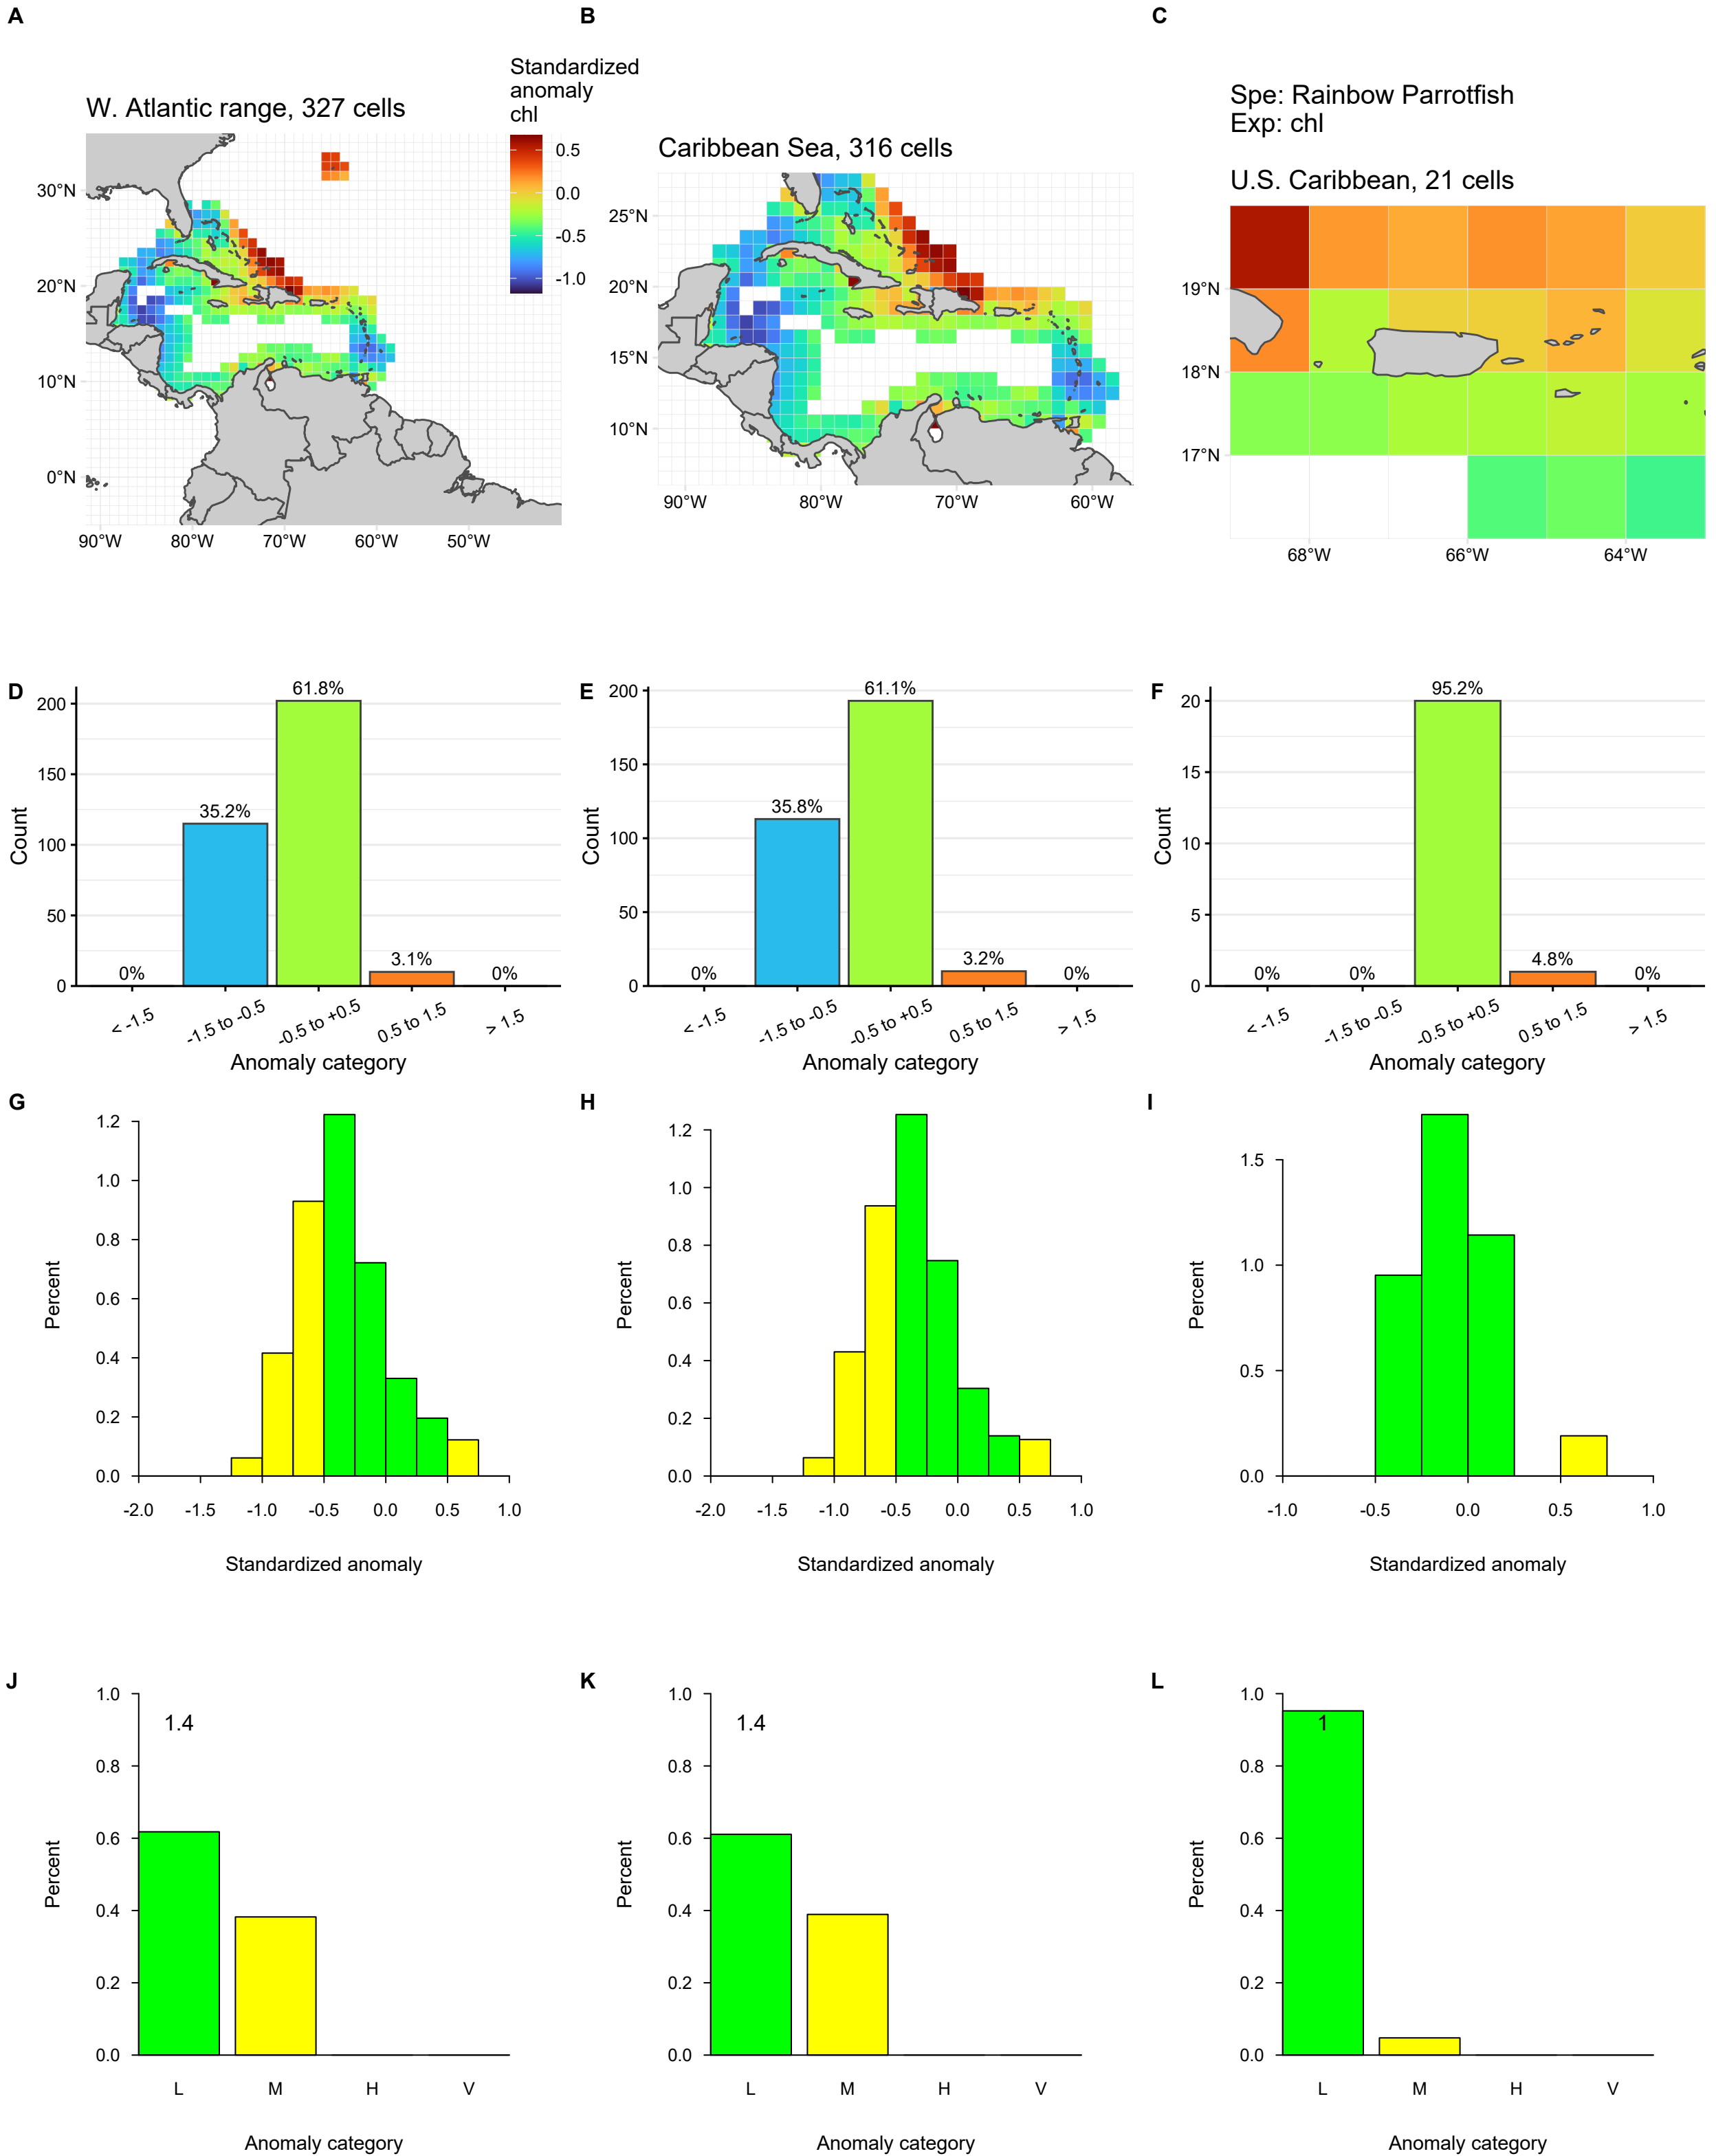 A
B
C
Standardized
anomaly
chl
W. Atlantic range, 327 cells
0.5
0.0
-0.5
-1.0
30°N
20°N
10°N
0°N
90°W
80°W
70°W
60°W
50°W
Caribbean Sea, 316 cells
25°N
20°N
15°N
10°N
90°W
80°W
70°W
60°W
Spe: Rainbow Parrotfish
Exp: chl
U.S. Caribbean, 21 cells
19°N
18°N
17°N
68°W
66°W
64°W
D
Count
200
150
100
50
0
0%
35.2%
61.8%
3.1%
0%
< -1.5
-1.5 to -0.5
-0.5 to +0.5
0.5 to 1.5
> 1.5
Anomaly category
E
Count
200
150
100
50
0
0%
35.8%
61.1%
3.2%
0%
< -1.5
-1.5 to -0.5
-0.5 to +0.5
0.5 to 1.5
> 1.5
Anomaly category
F
Count
20
15
10
5
0
0%
0%
95.2%
4.8%
0%
< -1.5
-1.5 to -0.5
-0.5 to +0.5
0.5 to 1.5
> 1.5
Anomaly category
G
Percent
1.2
1.0
0.8
0.6
0.4
0.2
0.0
-2.0
-1.5
-1.0
-0.5
0.0
0.5
1.0
Standardized anomaly
H
Percent
1.2
1.0
0.8
0.6
0.4
0.2
0.0
-2.0
-1.5
-1.0
-0.5
0.0
0.5
1.0
Standardized anomaly
I
Percent
1.5
1.0
0.5
0.0
-1.0
-0.5
0.0
0.5
1.0
Standardized anomaly
J
Percent
1.0
0.8
0.6
0.4
0.2
0.0
1.4
L
M
H
V
Anomaly category
K
Percent
1.0
0.8
0.6
0.4
0.2
0.0
1.4
L
M
H
V
Anomaly category
L
Percent
1.0
0.8
0.6
0.4
0.2
0.0
1
L
M
H
V
Anomaly category